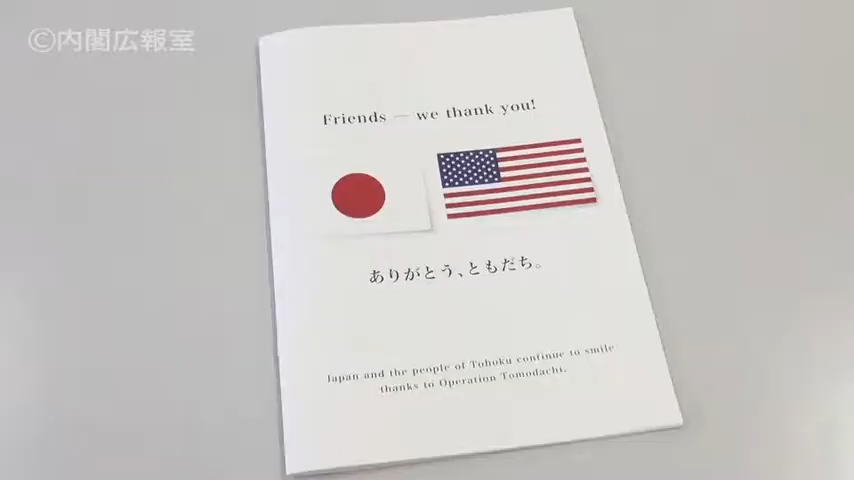 ©内閣広報室
Friends — we thank you!
ありがとう、ともだち。
Japan and the people of Tohoku continue to smile
thanks to Operation Tomodachi.